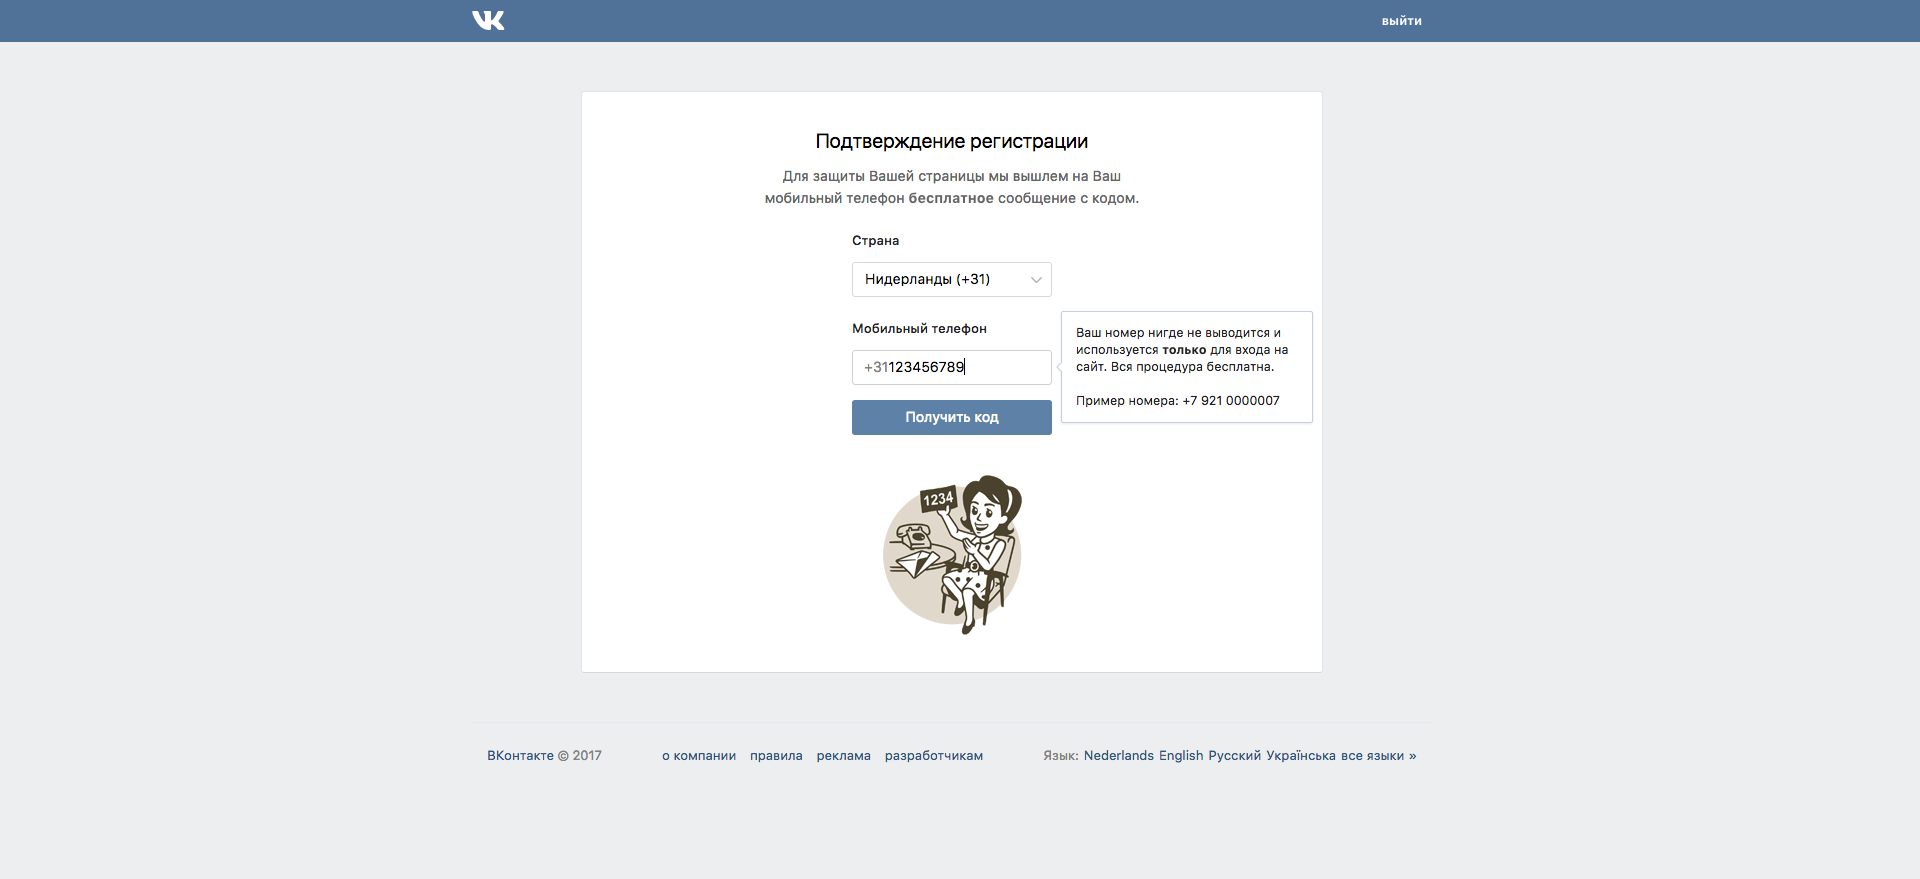 VK
выйти
Подтверждение регистрации
Для защиты Вашей страницы мы вышлем на Ваш
мобильный телефон бесплатное сообщение с кодом.
Страна
Нидерланды (+31)
Мобильный телефон
+31123456789
Ваш номер нигде не выводится и
используется только для входа на
сайт. Вся процедура бесплатна.
Пример номера: +7 921 0000007
Получить код
1234
ВКонтакте © 2017 о компании правила реклама разработчикам Язык: Nederlands English Русский Українська все языки »